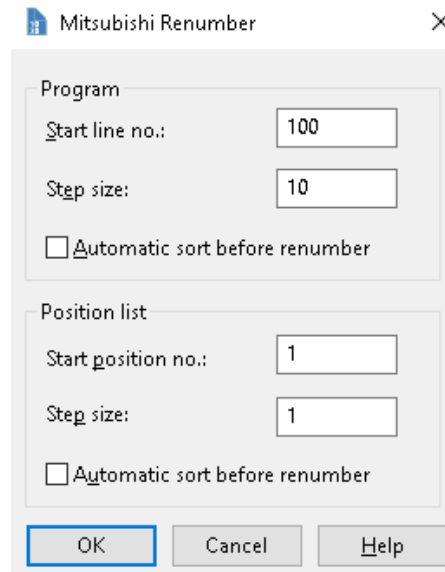 Mitsubishi Renumber
Program
Start line no.: 100
Step size: 10
Automatic sort before renumber
Position list
Start position no.: 1
Step size: 1
Automatic sort before renumber
OK Cancel Help